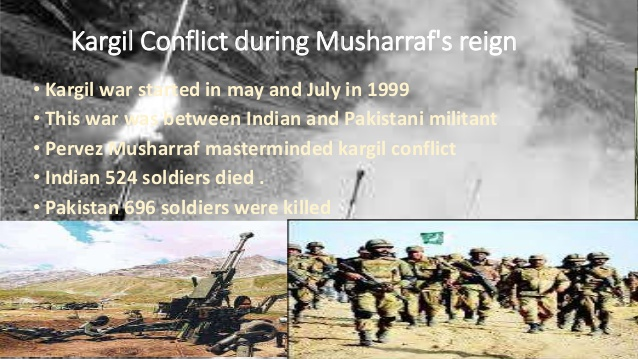 Kargil Conflict during Musharraf's reign
• Kargil war started in may and July in 1999
• This war was between Indian and Pakistani militant
• Pervez Musharraf masterminded kargil conflict
• Indian 524 soldiers died .
• Pakistan 696 soldiers were killed